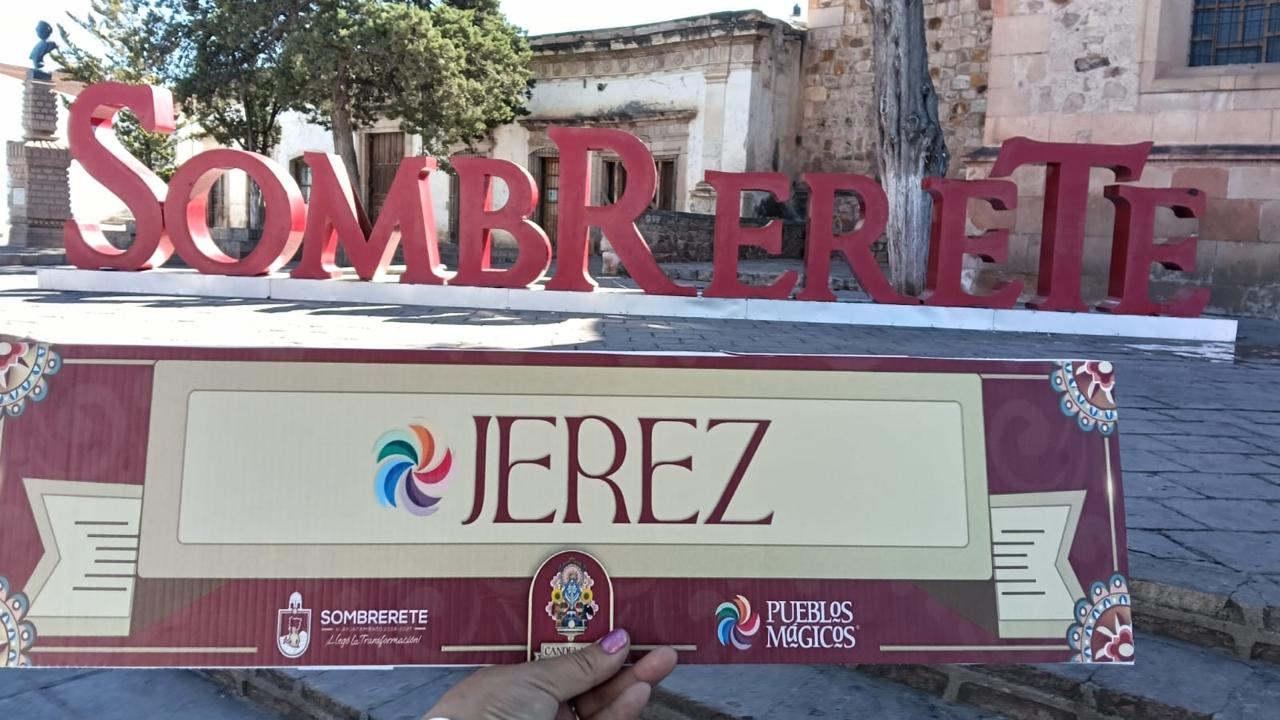 SOMBRERETE
JEREZ
SOMBRERETE
¡Llegó la Transformación!
PUEBLOS
MÁGICOS